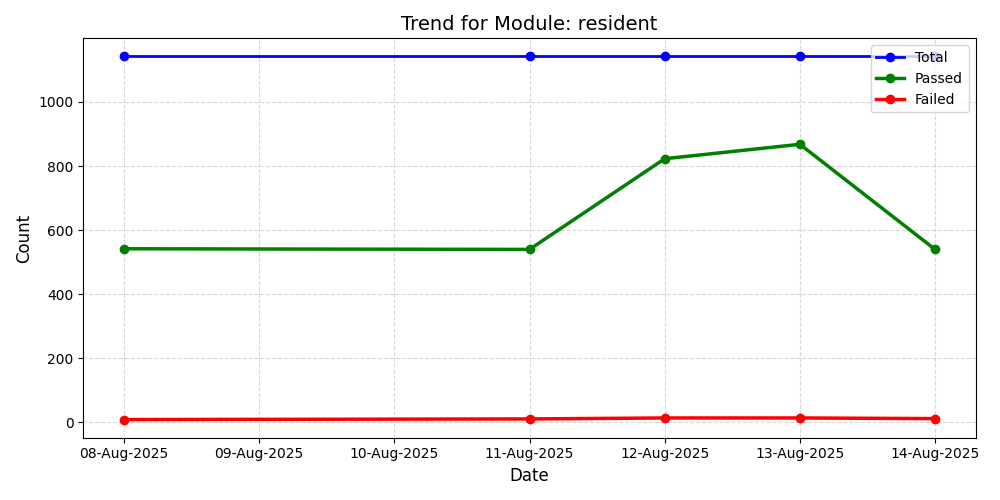 Trend for Module: resident
Total
Passed
Failed
Count
1000
800
600
400
200
0
08-Aug-2025 09-Aug-2025 10-Aug-2025 11-Aug-2025 12-Aug-2025 13-Aug-2025 14-Aug-2025
Date